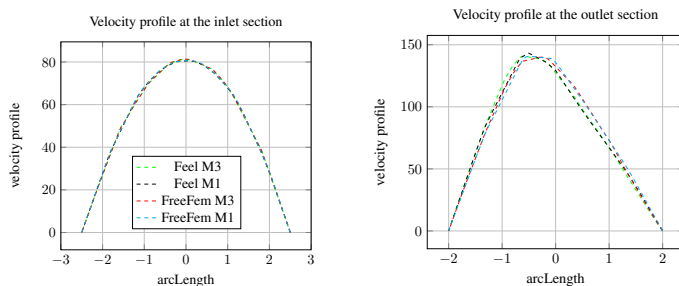 Velocity profile at the inlet section
velocity profile
80
60
40
20
0
−3
−2
−1
0
1
2
3
arcLength
Feel M3
Feel M1
FreeFem M3
FreeFem M1
Velocity profile at the outlet section
velocity profile
150
100
50
0
−2
−1
0
1
2
arcLength